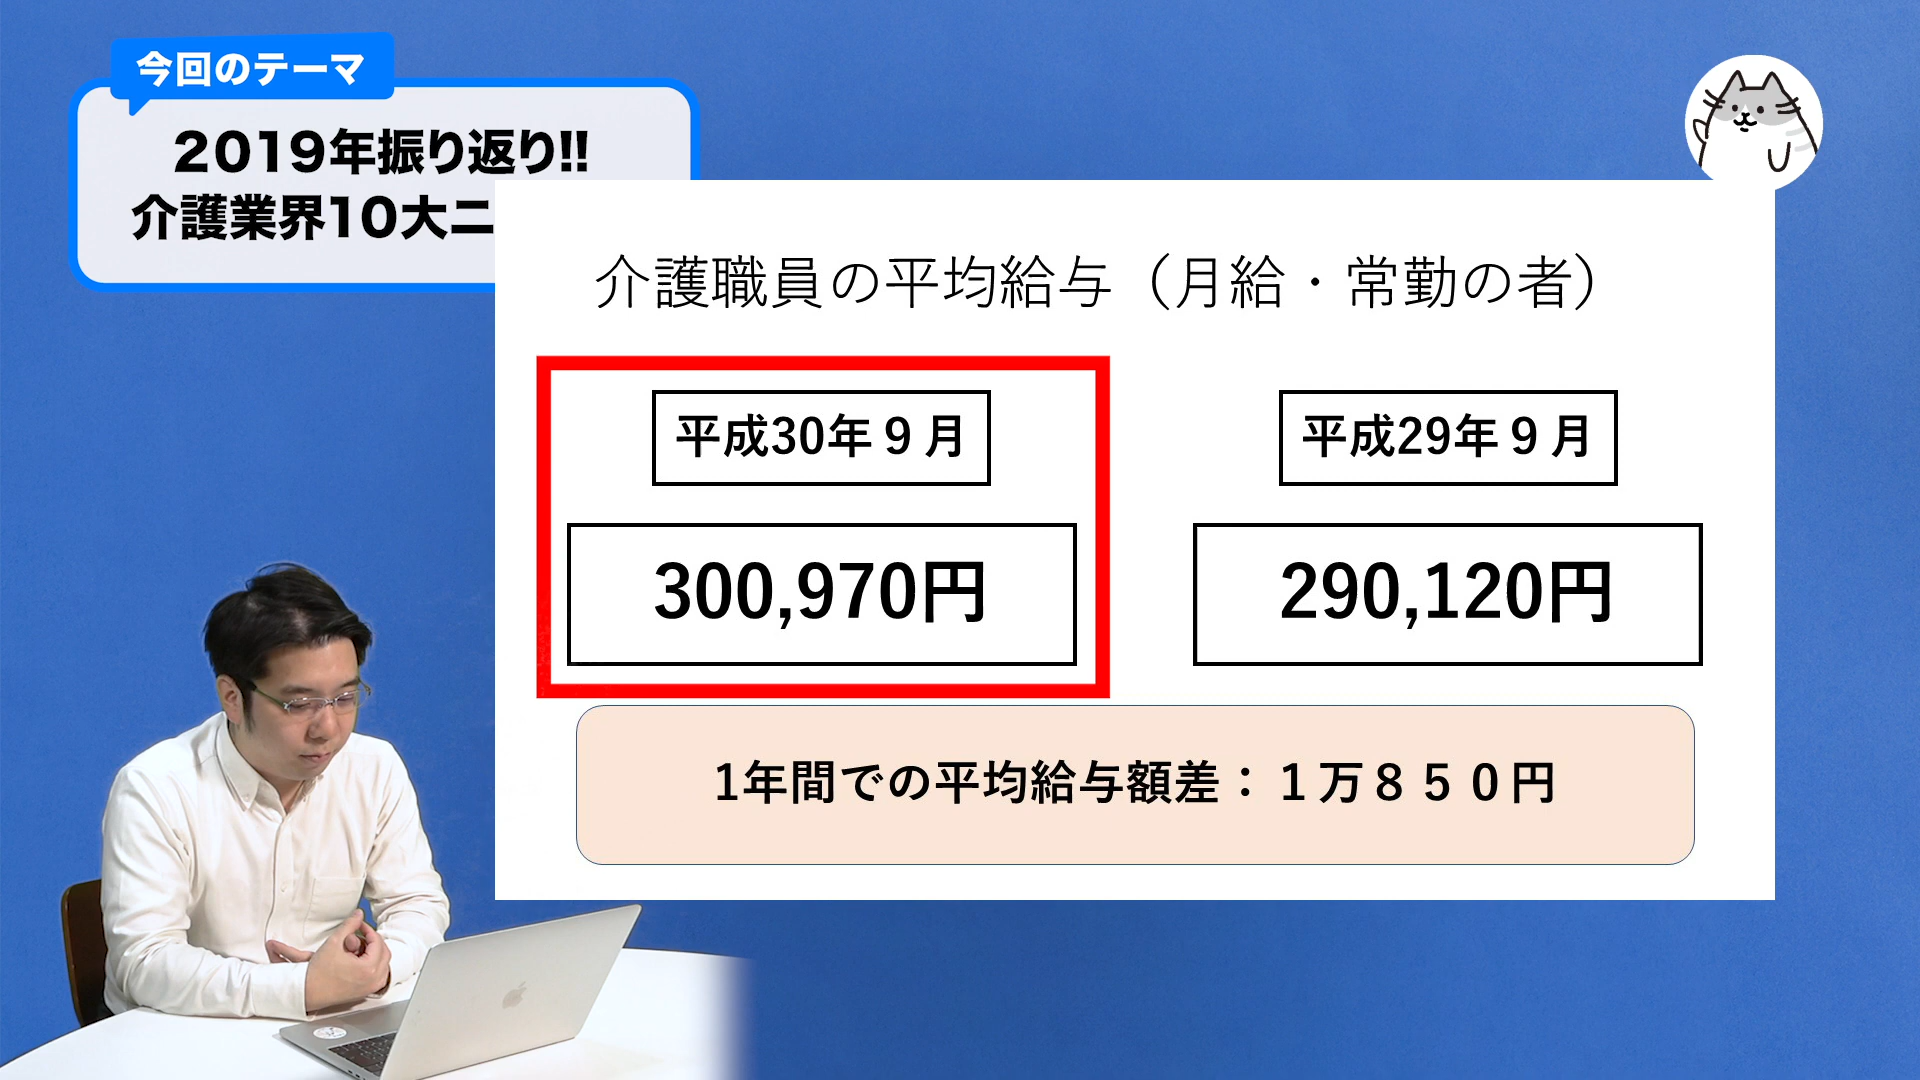 今回のテーマ
2019年振り返り!!
介護業界10大ニ
介護職員の平均給与（月給・常勤の者）
平成30年９月
平成29年９月
300,970円
290,120円
1年間での平均給与額差：１万８５０円